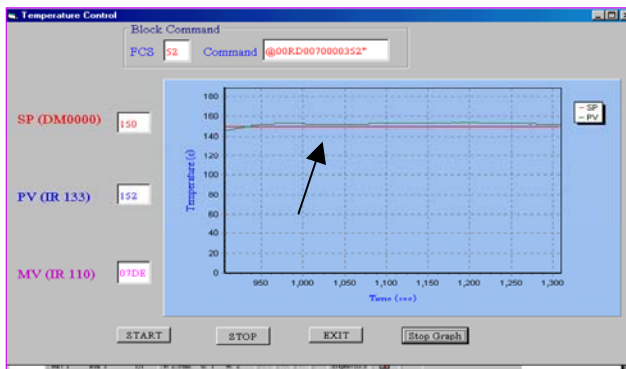 Temperature Control
Block Command
FCS 52 Command @00RD0070000352*
SP (DM0000) 150
PV (IR 133) 152
MV (IR 110) 07DE
Temperature (c)
180
160
140
120
100
80
60
40
20
0
950 1,000 1,050 1,100 1,150 1,200 1,250 1,300
Time (sec)
SP
PV
START STOP EXIT Stop Graph